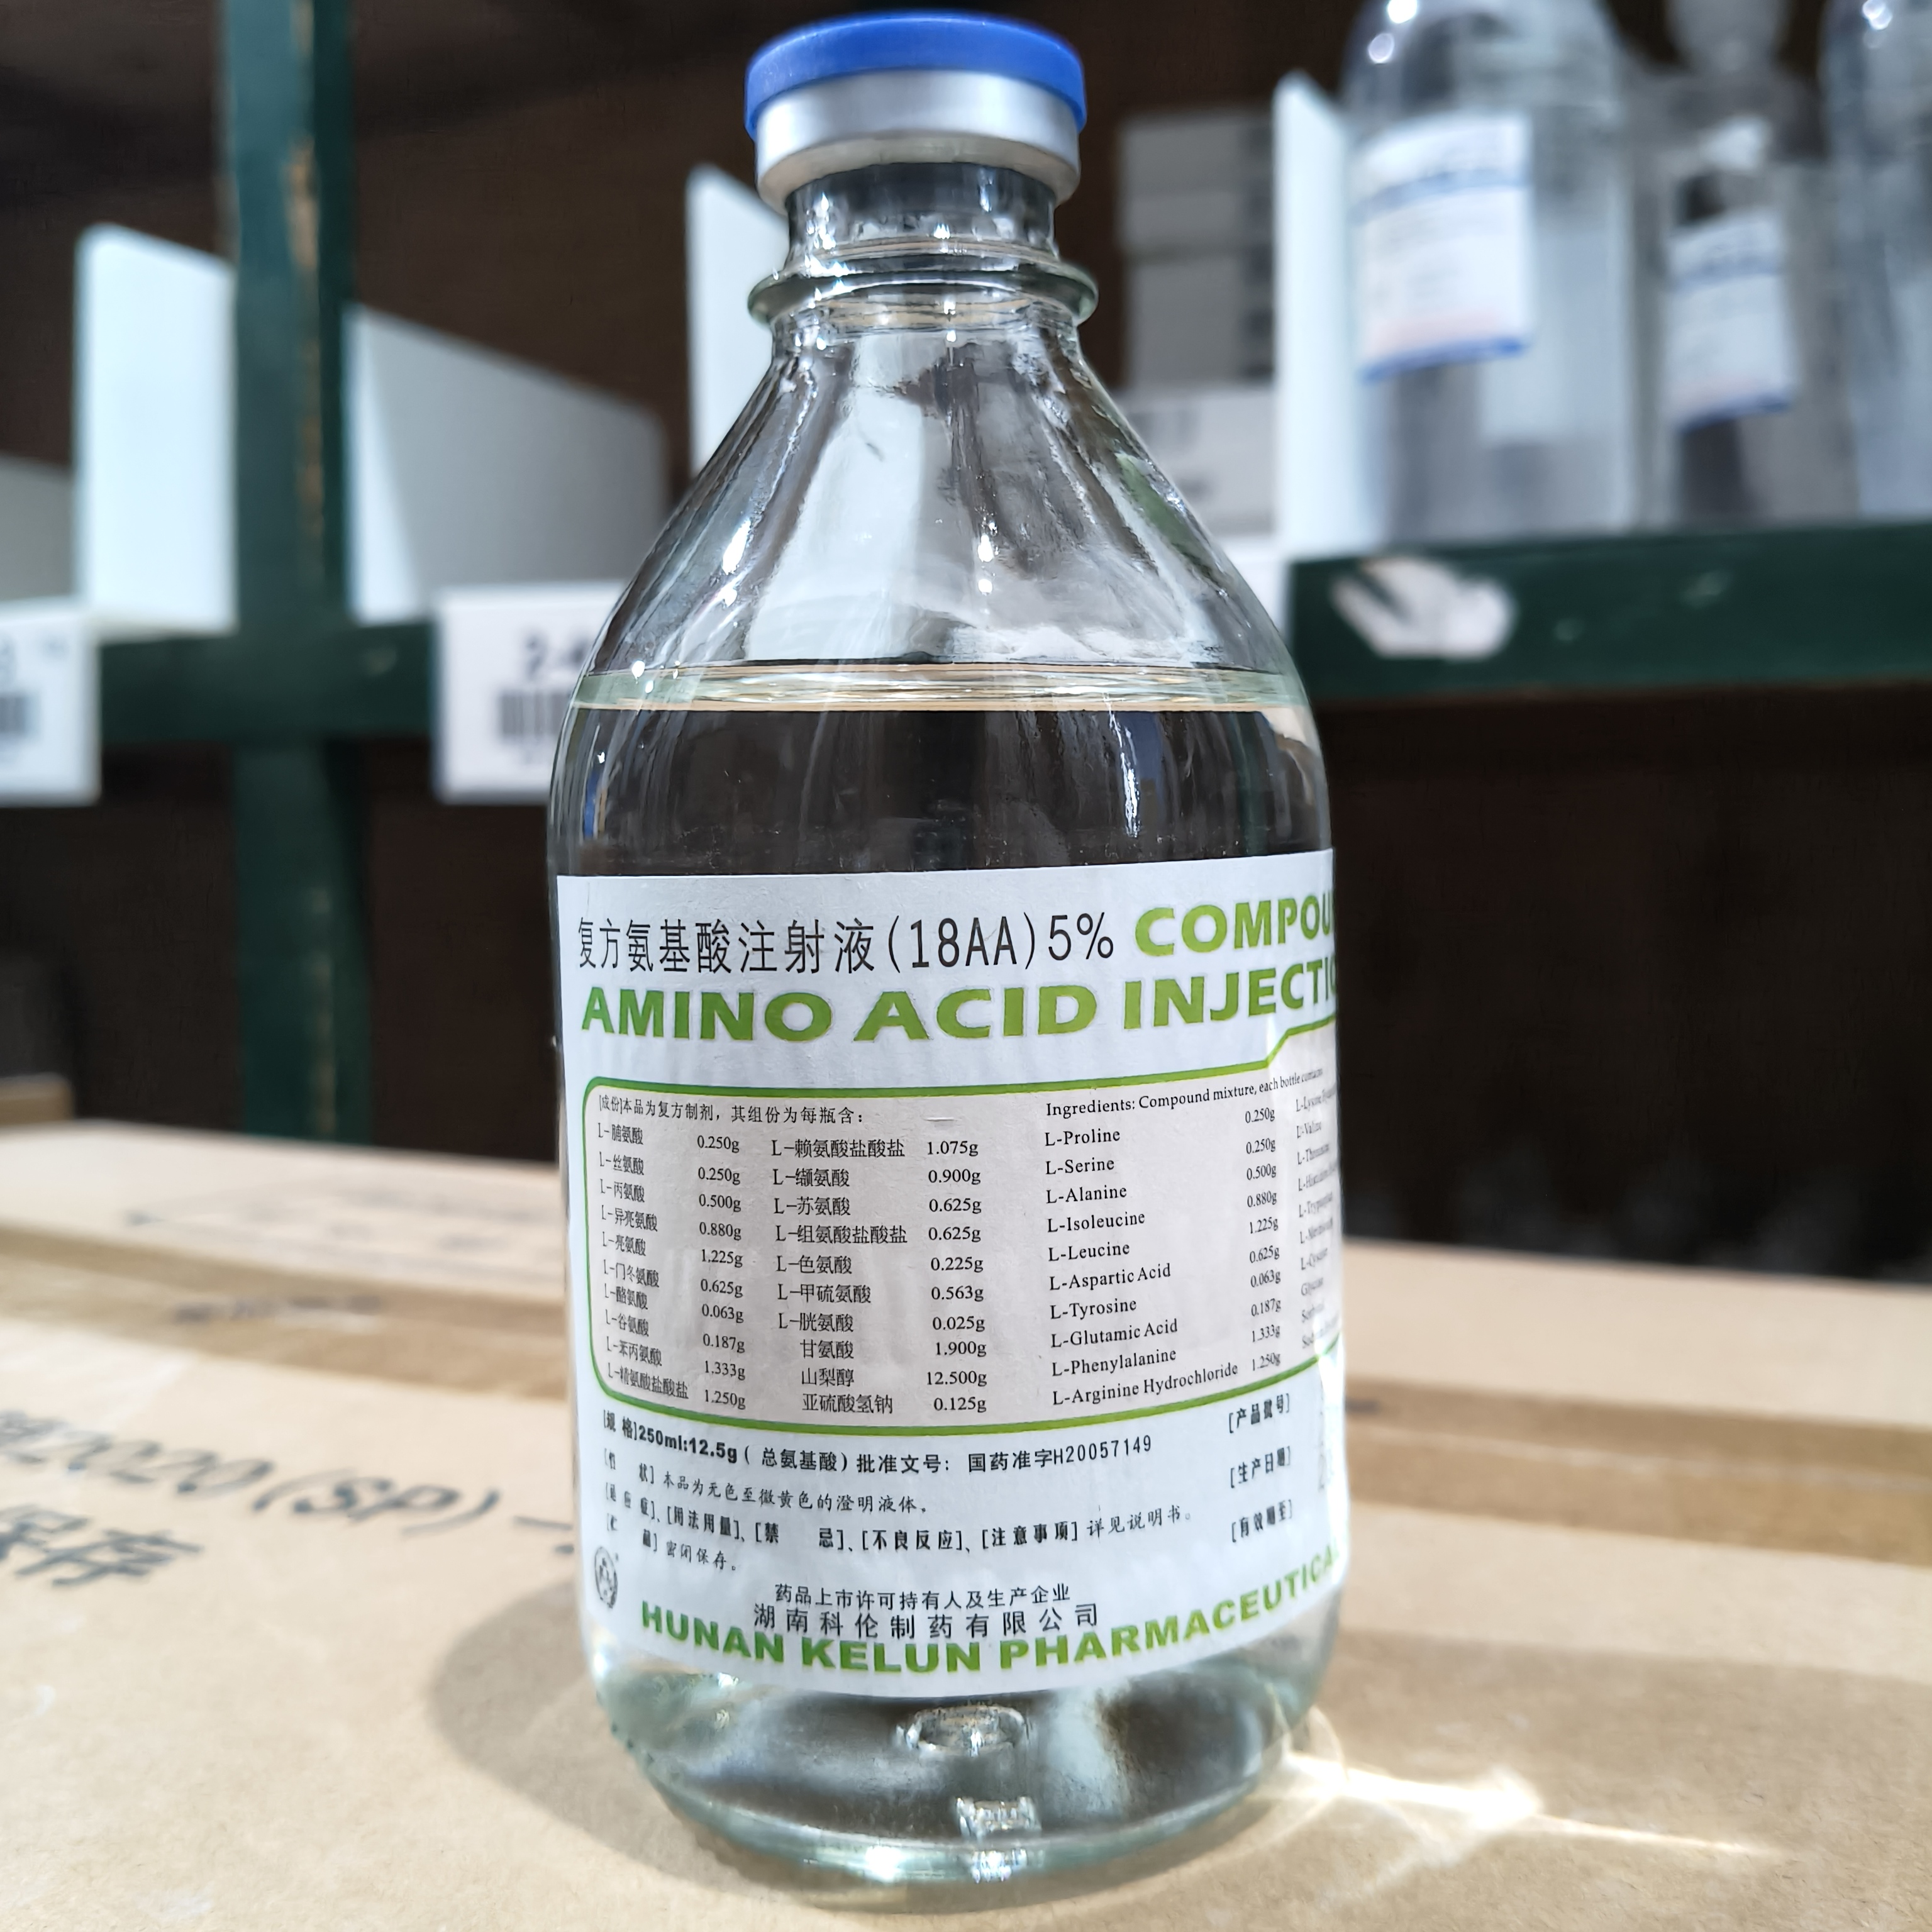 复方氨基酸注射液(18AA)5% COMPOU
AMINO ACID INJECTIO
[成份]本品为复方制剂，其组份为每瓶含：
L-脯氨酸 0.250g L-赖氨酸盐酸盐 1.075g
L-丝氨酸 0.250g L-缬氨酸 0.900g
L-丙氨酸 0.500g L-苏氨酸 0.625g
L-异亮氨酸 0.880g L-组氨酸盐酸盐 0.625g
L-亮氨酸 1.225g L-色氨酸 0.225g
L-门冬氨酸 0.625g L-甲硫氨酸 0.563g
L-酪氨酸 0.063g L-胱氨酸 0.025g
L-谷氨酸 0.187g 甘氨酸 1.900g
L-苯丙氨酸 1.333g 山梨醇 12.500g
L-精氨酸盐酸盐 1.250g 亚硫酸氢钠 0.125g
Ingredients: Compound mixture, each bottle contains
L-Proline 0.250g
L-Serine 0.250g
L-Alanine 0.500g
L-Isoleucine 0.880g
L-Leucine 1.225g
L-Aspartic Acid 0.625g
L-Tyrosine 0.063g
L-Glutamic Acid 0.187g
L-Phenylalanine 1.333g
L-Arginine Hydrochloride 1.250g
[规 格]250ml:12.5g(总氨基酸)批准文号：国药准字H20057149
[性 状]本品为无色至微黄色的澄明液体。
[适 应 症]、[用法用量]、[禁 忌]、[不良反应]、[注意事项]详见说明书。
[贮 藏]密闭保存。
[产品批号]
[生产日期]
[有效期至]
药品上市许可持有人及生产企业
湖南科伦制药有限公司
HUNAN KELUN PHARMACEUTICA
2020(SP)
保存